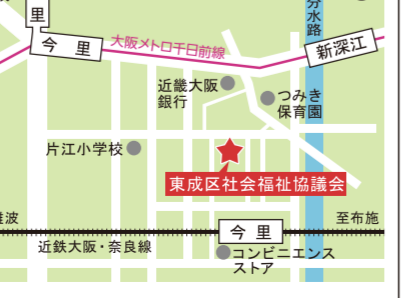 里
今里
大阪メトロ千日前線
分水路
新深江
近畿大阪
銀行
つみき
保育園
片江小学校
東成区社会福祉協議会
難波
今里
至布施
近鉄大阪・奈良線
コンビニエンス
ストア